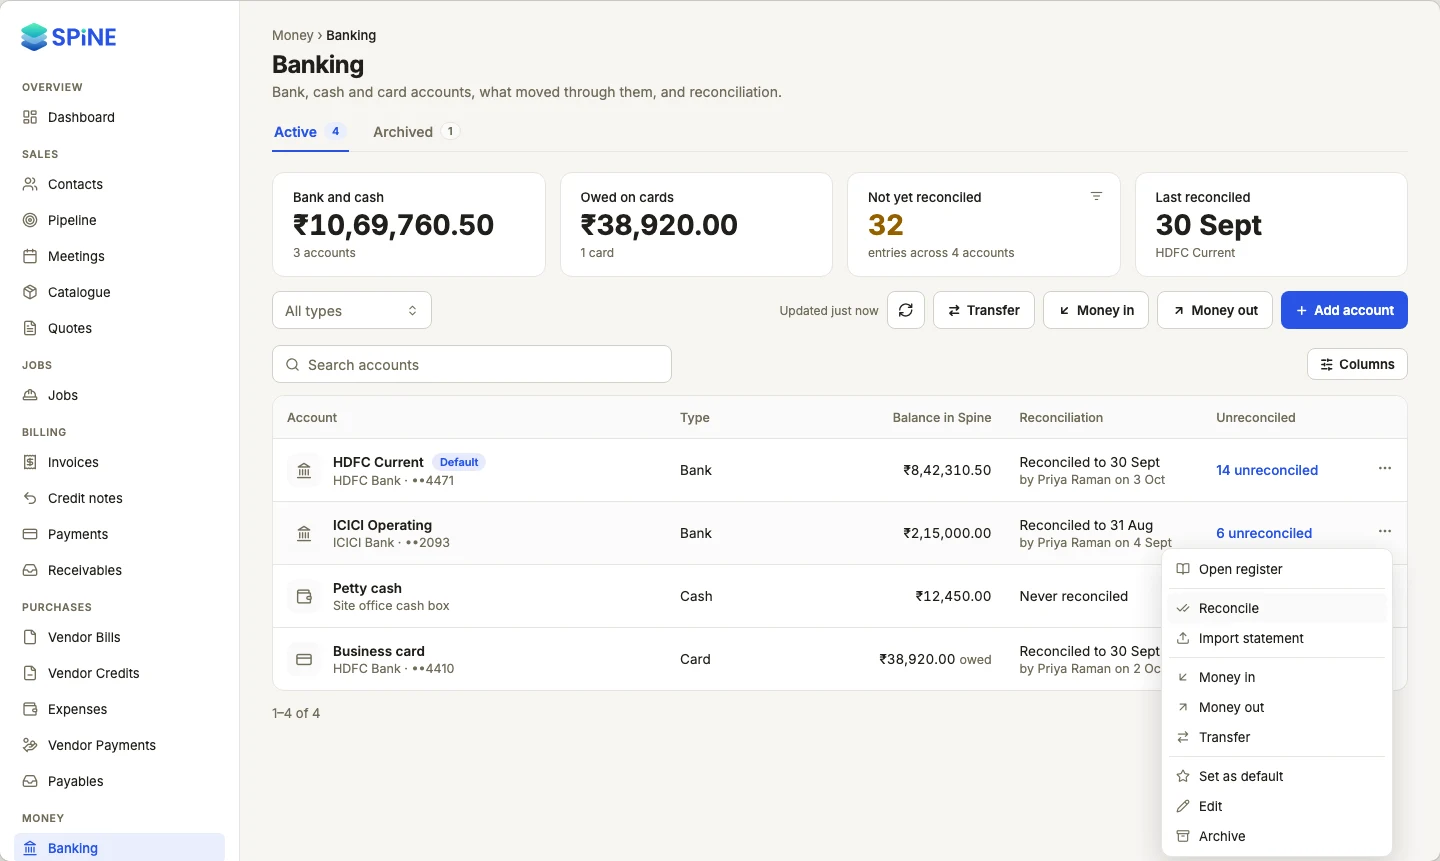 SPiNE
OVERVIEW
Dashboard
SALES
Contacts
Pipeline
Meetings
Catalogue
Quotes
JOBS
Jobs
BILLING
Invoices
Credit notes
Payments
Receivables
PURCHASES
Vendor Bills
Vendor Credits
Expenses
Vendor Payments
Payables
MONEY
Banking
Money › Banking
Banking
Bank, cash and card accounts, what moved through them, and reconciliation.
Active 4 Archived 1
Bank and cash
₹10,69,760.50
3 accounts
Owed on cards
₹38,920.00
1 card
Not yet reconciled
32
entries across 4 accounts
Last reconciled
30 Sept
HDFC Current
All types
Updated just now Transfer Money in Money out + Add account
Search accounts
Columns
Account Type Balance in Spine Reconciliation Unreconciled
HDFC Current Default
HDFC Bank · ••4471
Bank
₹8,42,310.50
Reconciled to 30 Sept
by Priya Raman on 3 Oct
14 unreconciled
ICICI Operating
ICICI Bank · ••2093
Bank
₹2,15,000.00
Reconciled to 31 Aug
by Priya Raman on 4 Sept
6 unreconciled
Petty cash
Site office cash box
Cash
₹12,450.00
Never reconciled
Business card
HDFC Bank · ••4410
Card
₹38,920.00 owed
Reconciled to 30 Sept
by Priya Raman on 2 Oc
1–4 of 4
Open register
Reconcile
Import statement
Money in
Money out
Transfer
Set as default
Edit
Archive